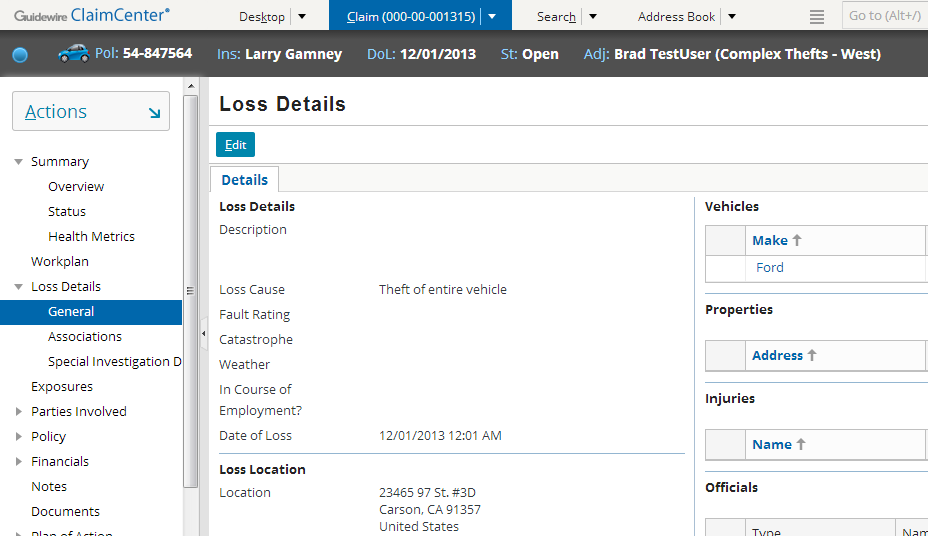 Guidewire ClaimCenter® Desktop Claim (000-00-001315) Search Address Book Go to (Alt+/)
Pol: 54-847564 Ins: Larry Gamney DoL: 12/01/2013 St: Open Adj: Brad TestUser (Complex Thefts - West)
Actions
Summary
Overview
Status
Health Metrics
Workplan
Loss Details
General
Associations
Special Investigation D
Exposures
Parties Involved
Policy
Financials
Notes
Documents
Plan of Action
Loss Details
Edit
Details
Loss Details
Description
Loss Cause Theft of entire vehicle
Fault Rating
Catastrophe
Weather
In Course of
Employment?
Date of Loss 12/01/2013 12:01 AM
Loss Location
Location 23465 97 St. #3D
Carson, CA 91357
United States
Vehicles
Make
Ford
Properties
Address
Injuries
Name
Officials
Type Nam